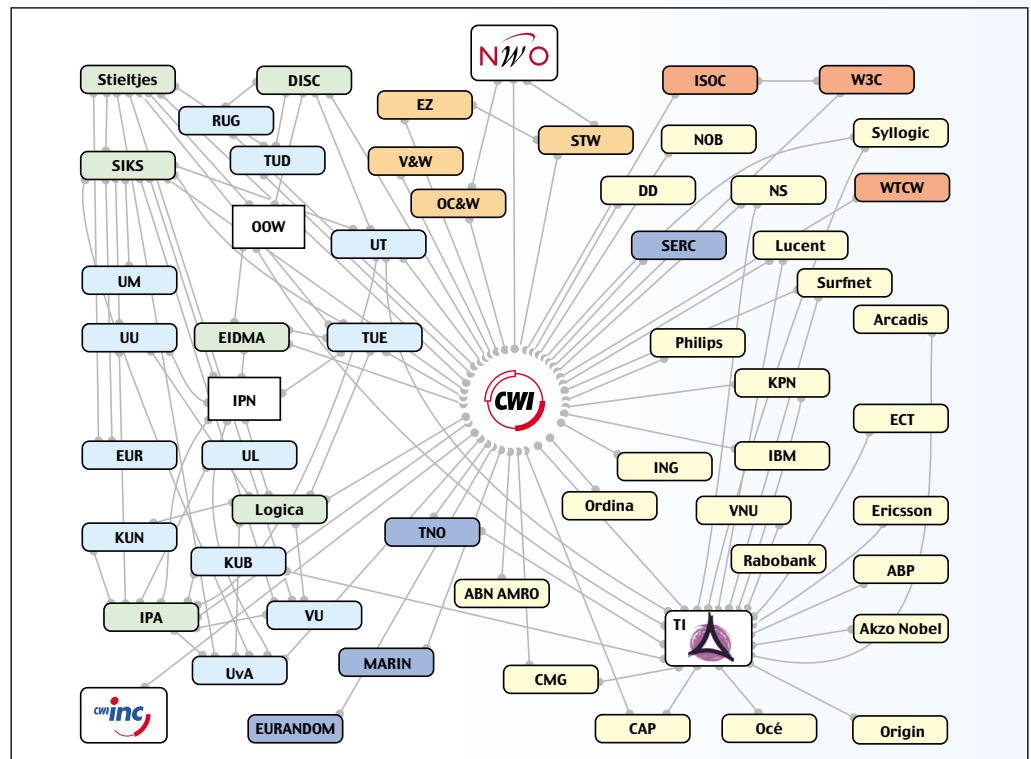 NWO
Stieltjes
DISC
ISOC
W3C
EZ
RUG
STW
NOB
Syllogic
SIKS
TUD
V&W
OC&W
DD
NS
WTCW
OOW
UT
SERC
Lucent
UM
Surfnet
Arcadis
UU
EIDMA
TUE
Philips
CWI
KPN
IPN
ECT
EUR
UL
ING
IBM
Logica
Ordina
VNU
Ericsson
KUN
TNO
KUB
Rabobank
ABP
ABN AMRO
IPA
VU
TI
Akzo Nobel
UvA
MARIN
CMG
CWI inc
EURANDOM
CAP
Océ
Origin